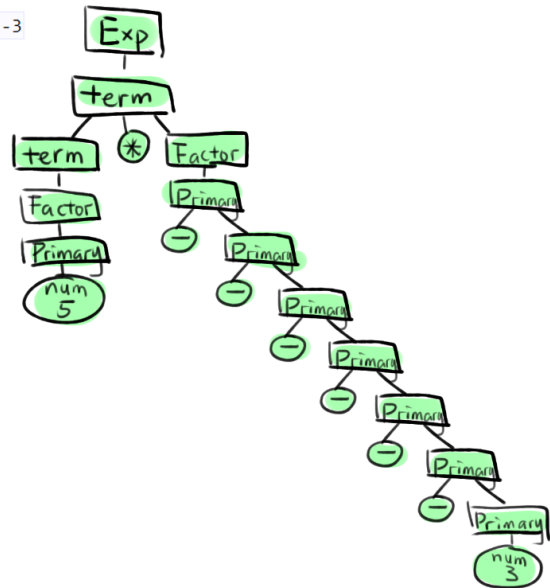 -3
Exp
term
term * Factor
Factor Primary
- Primary
Primary
num
5
- Primary
- Primary
- Primary
- Primary
- Primary
num
3